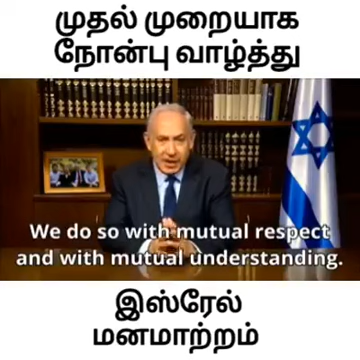 முதல் முறையாக
நோன்பு வாழ்த்து
We do so with mutual respect
and with mutual understanding.
இஸ்ரேல்
மனமாற்றம்